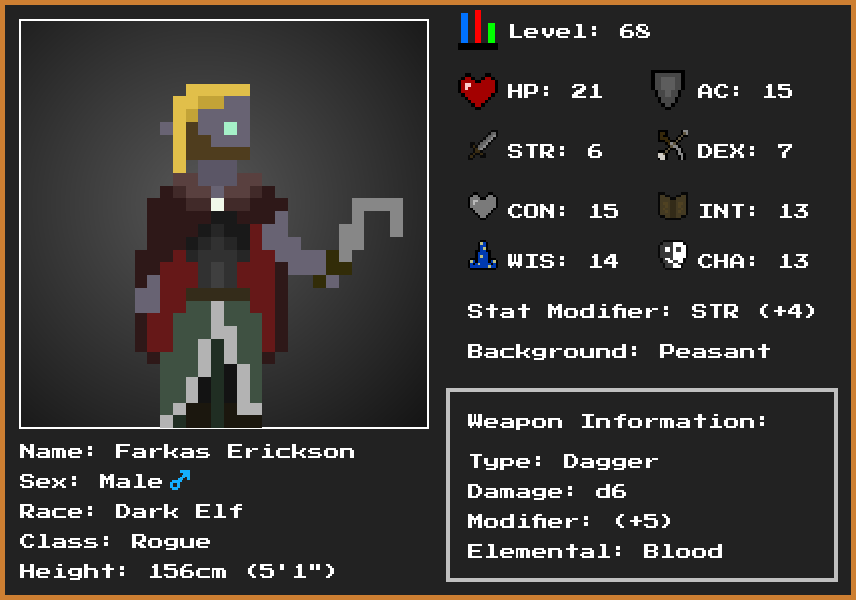 Level: 68
HP: 21 AC: 15
STR: 6 DEX: 7
CON: 15 INT: 13
WIS: 14 CHA: 13
Stat Modifier: STR (+4)
Background: Peasant
Weapon Information:
Type: Dagger
Damage: d6
Modifier: (+5)
Elemental: Blood
Name: Farkas Erickson
Sex: Male ♂
Race: Dark Elf
Class: Rogue
Height: 156cm (5'1")